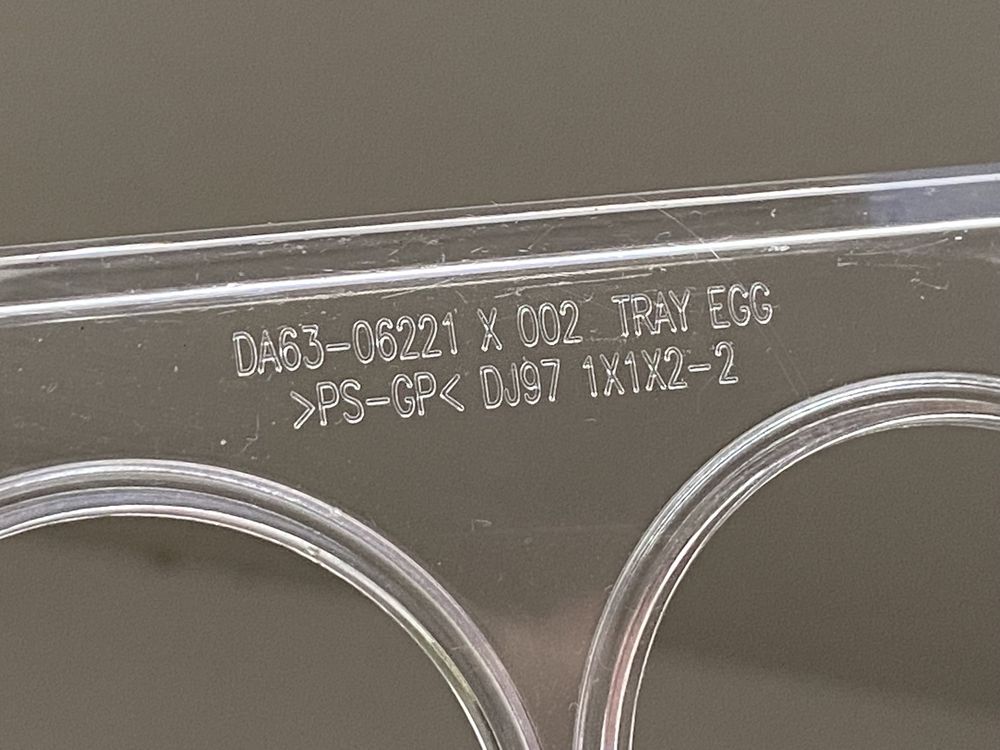 DA63-06221 X 002 TRAY EGG
>PS-GP< DJ97 1X1X2-2